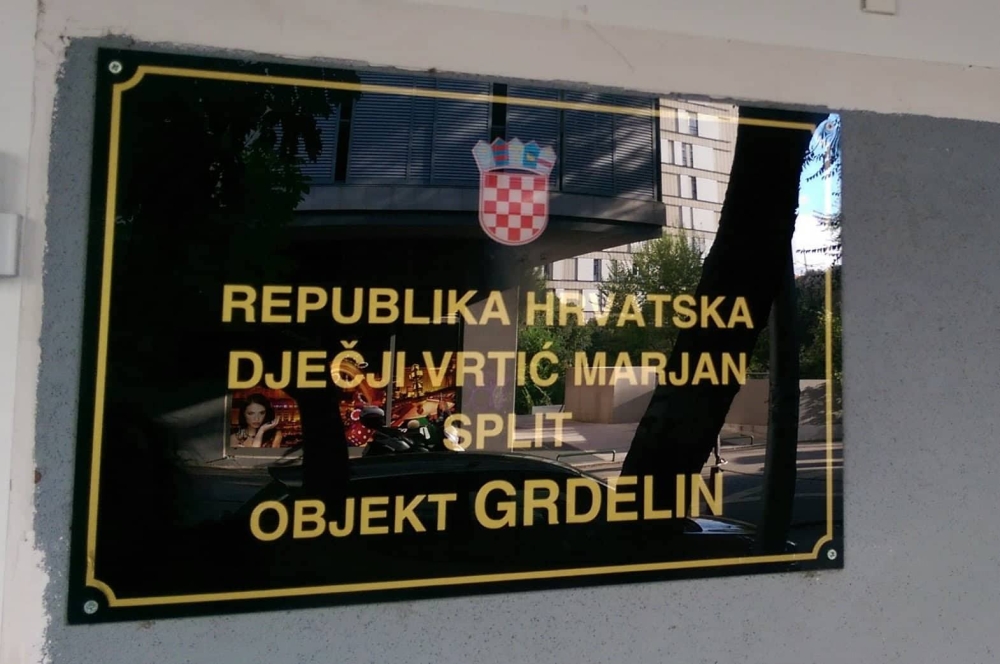 REPUBLIKA HRVATSKA
DJEČJI VRTIĆ MARJAN
SPLIT
OBJEKT GRDELIN